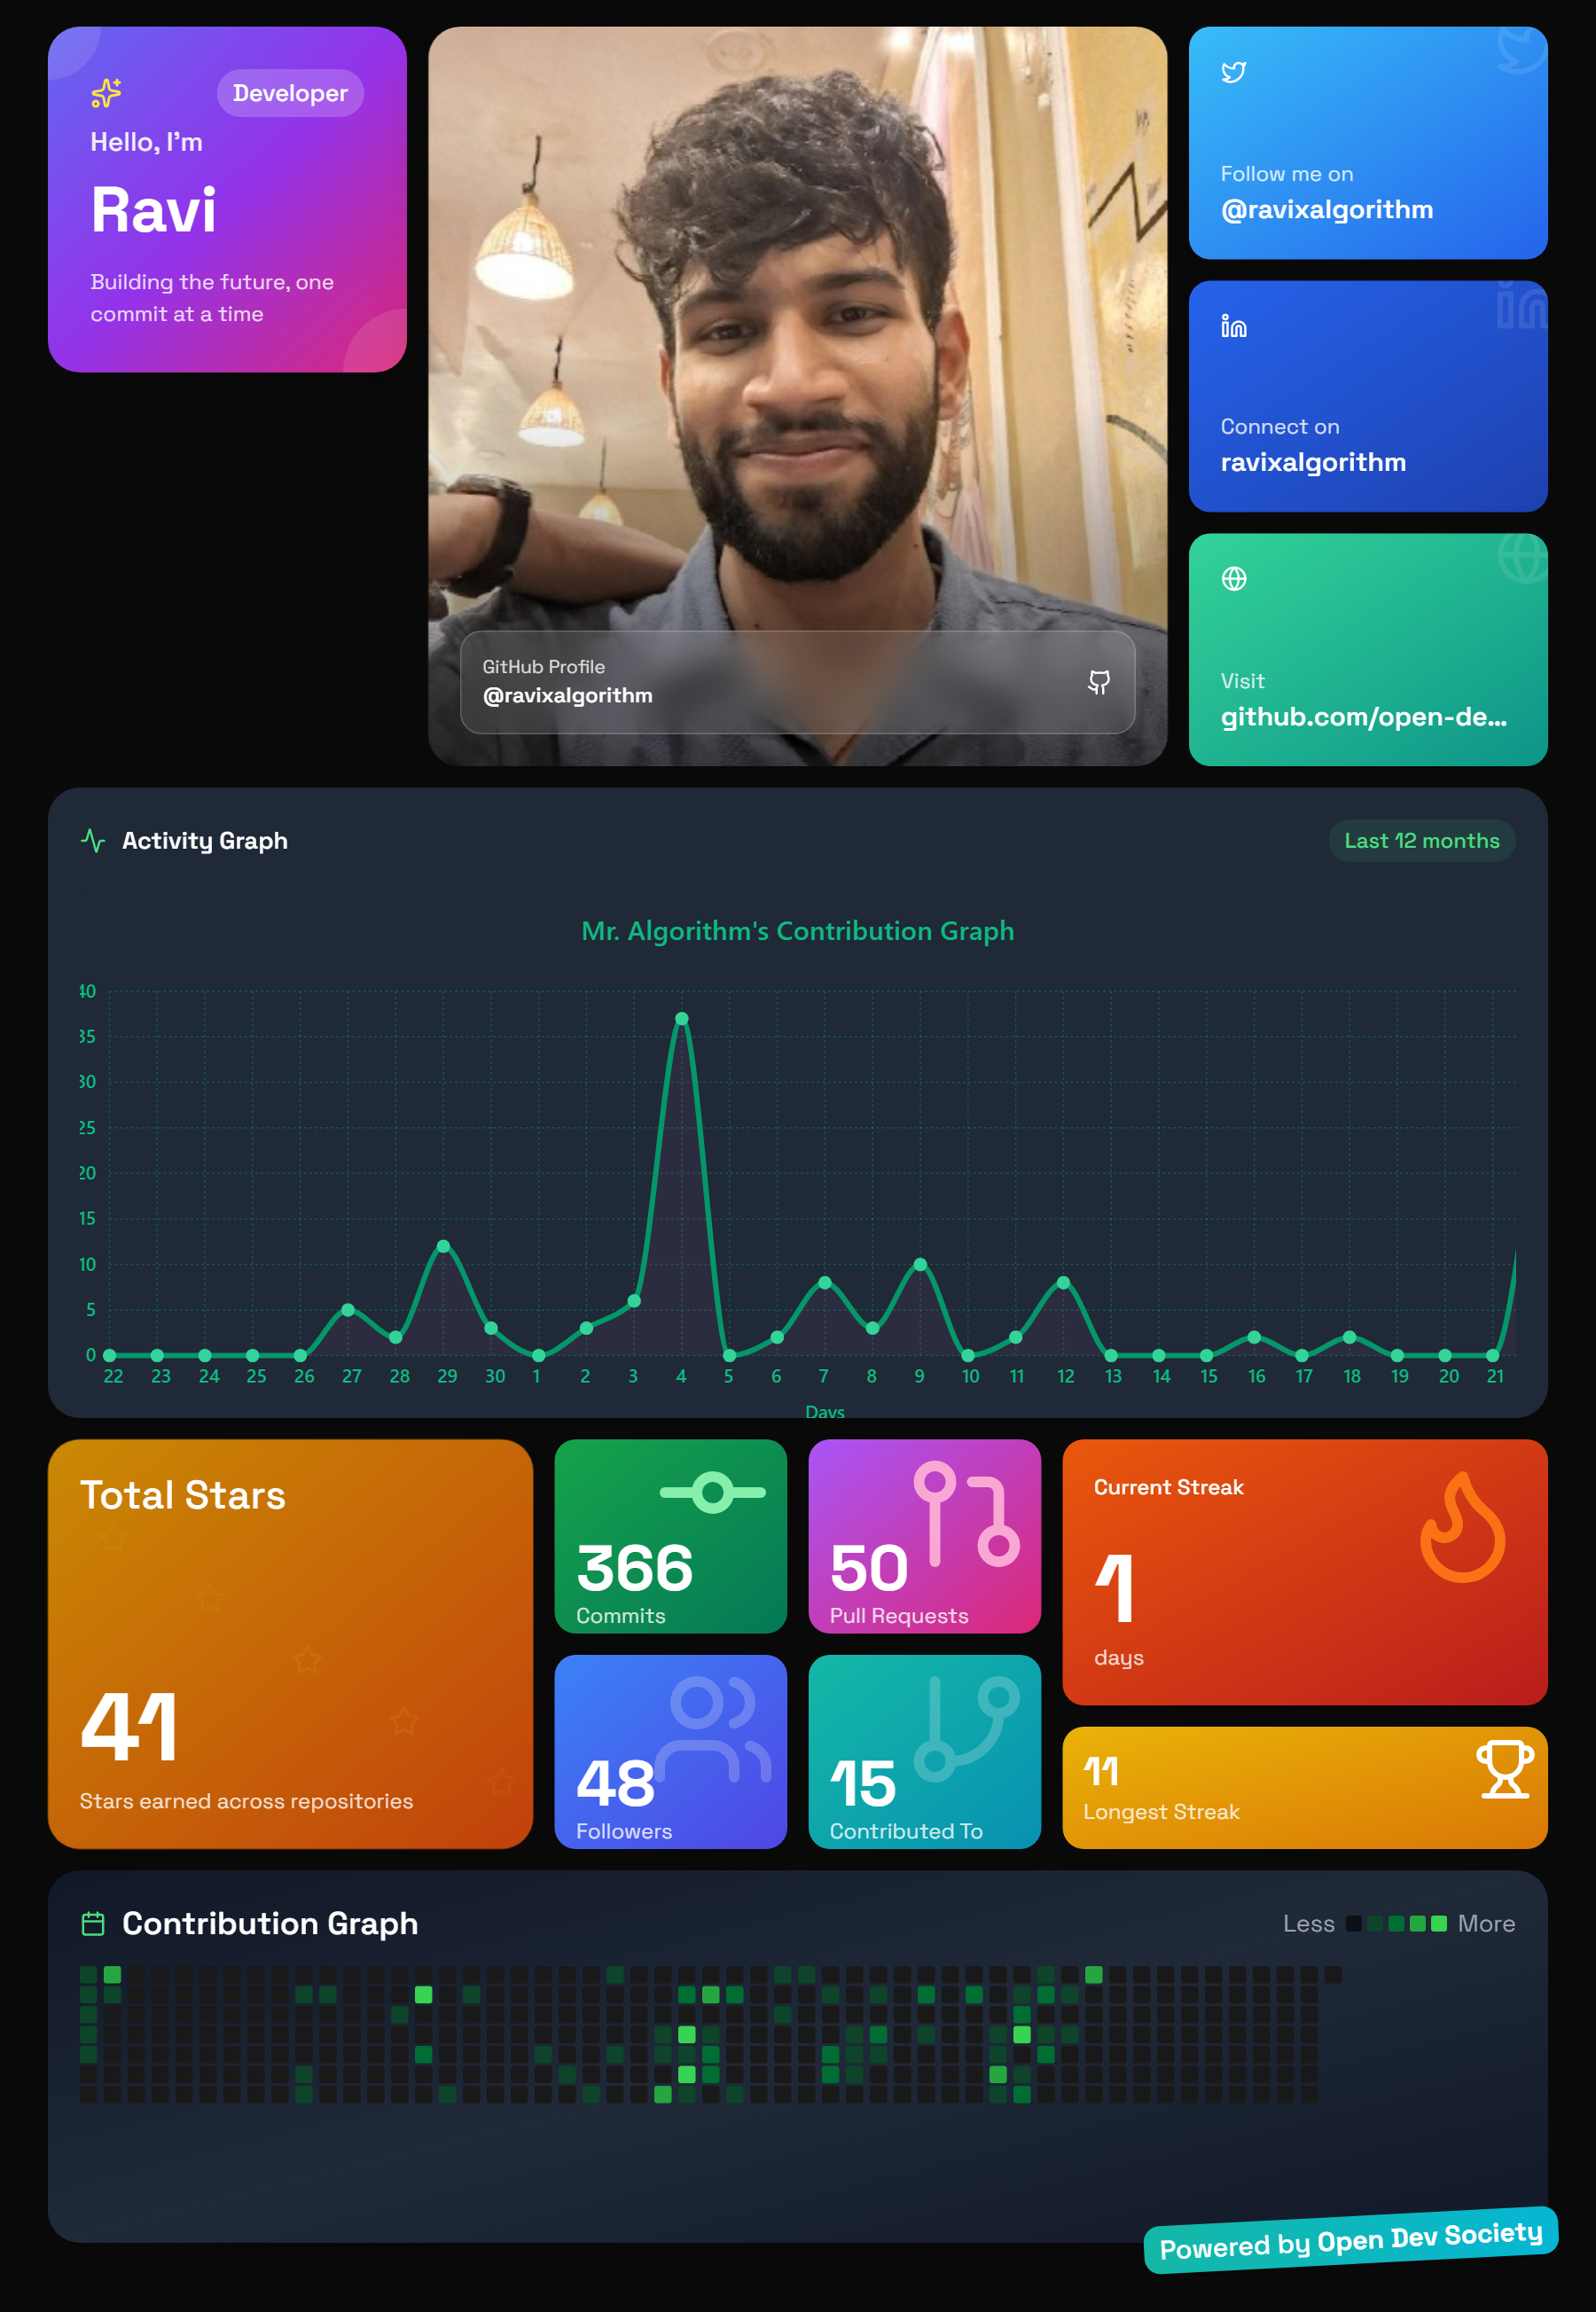 Developer
Hello, I'm
Ravi
Building the future, one
commit at a time
GitHub Profile
@ravixalgorithm
Follow me on
@ravixalgorithm
Connect on
ravixalgorithm
Visit
github.com/open-de...
Activity Graph
Last 12 months
Mr. Algorithm's Contribution Graph
40
35
30
25
20
15
10
5
0
22 23 24 25 26 27 28 29 30 1 2 3 4 5 6 7 8 9 10 11 12 13 14 15 16 17 18 19 20 21
Days
Total Stars
41
Stars earned across repositories
366
Commits
50
Pull Requests
48
Followers
15
Contributed To
Current Streak
1
days
11
Longest Streak
Contribution Graph
Less
More
Powered by Open Dev Society